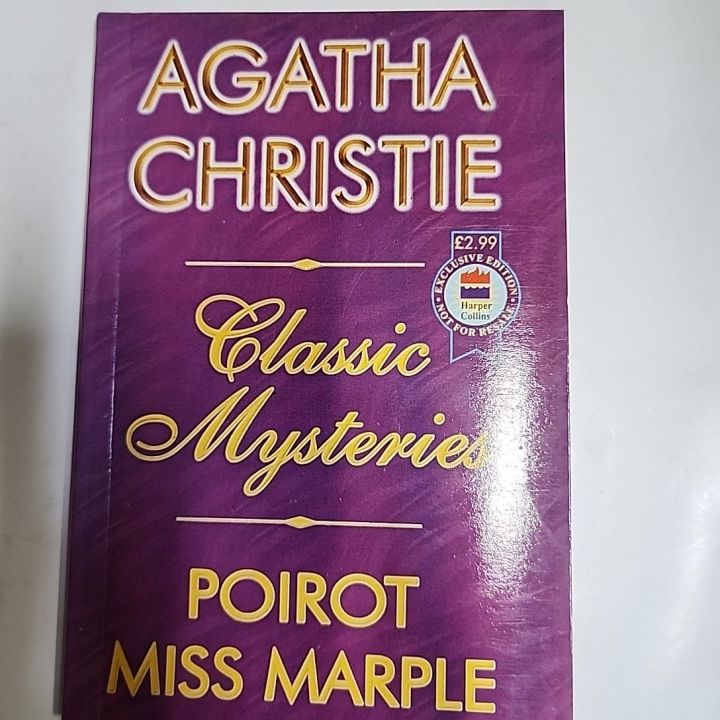 AGATHA
CHRISTIE
£2.99
EXCLUSIVE EDITION
Harper
Collins
NOT FOR RESALE
Classic
Mysteries
POIROT
MISS MARPLE